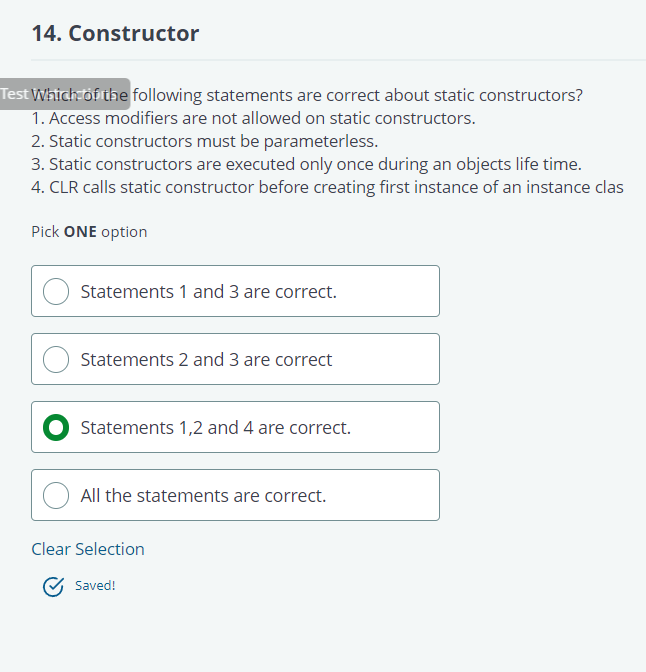 14. Constructor
Test Instructions
Which of the following statements are correct about static constructors?
1. Access modifiers are not allowed on static constructors.
2. Static constructors must be parameterless.
3. Static constructors are executed only once during an objects life time.
4. CLR calls static constructor before creating first instance of an instance clas
Pick ONE option
Statements 1 and 3 are correct.
Statements 2 and 3 are correct
Statements 1,2 and 4 are correct.
All the statements are correct.
Clear Selection
Saved!